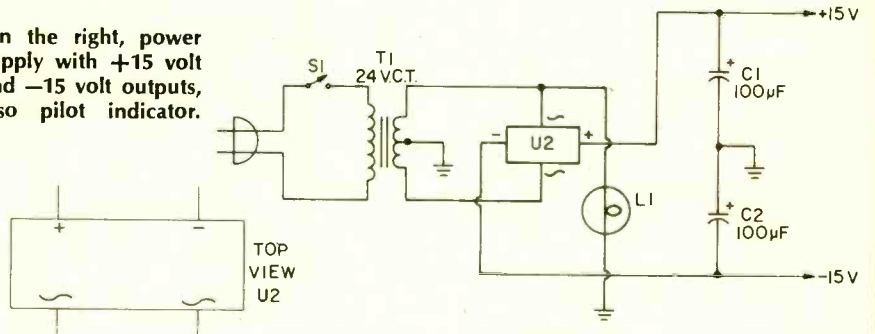 n the right, power
pply with +15 volt
nd —15 volt outputs,
so pilot indicator.
S1
T1
24 V.C.T.
- U2 +
L1
+15 V
+ C1
100µF
+ C2
100µF
-15 V
+ -
TOP
VIEW
U2